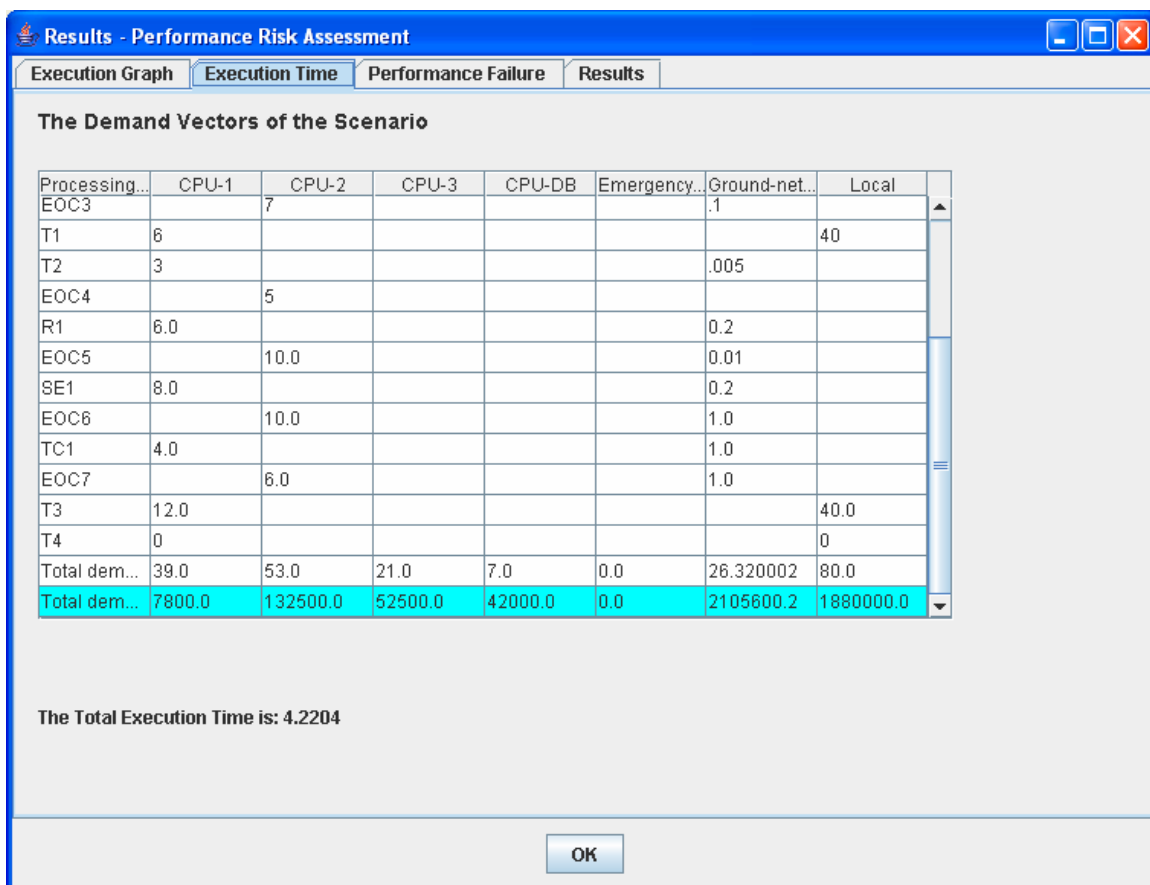 Results - Performance Risk Assessment
Execution Graph Execution Time Performance Failure Results
The Demand Vectors of the Scenario
Processing... CPU-1 CPU-2 CPU-3 CPU-DB Emergency... Ground-net... Local
EOC3 7 .1
T1 6 40
T2 3 .005
EOC4 5
R1 6.0 0.2
EOC5 10.0 0.01
SE1 8.0 0.2
EOC6 10.0 1.0
TC1 4.0 1.0
EOC7 6.0 1.0
T3 12.0 40.0
T4 0 0
Total dem... 39.0 53.0 21.0 7.0 0.0 26.320002 80.0
Total dem... 7800.0 132500.0 52500.0 42000.0 0.0 2105600.2 1880000.0
The Total Execution Time is: 4.2204
OK